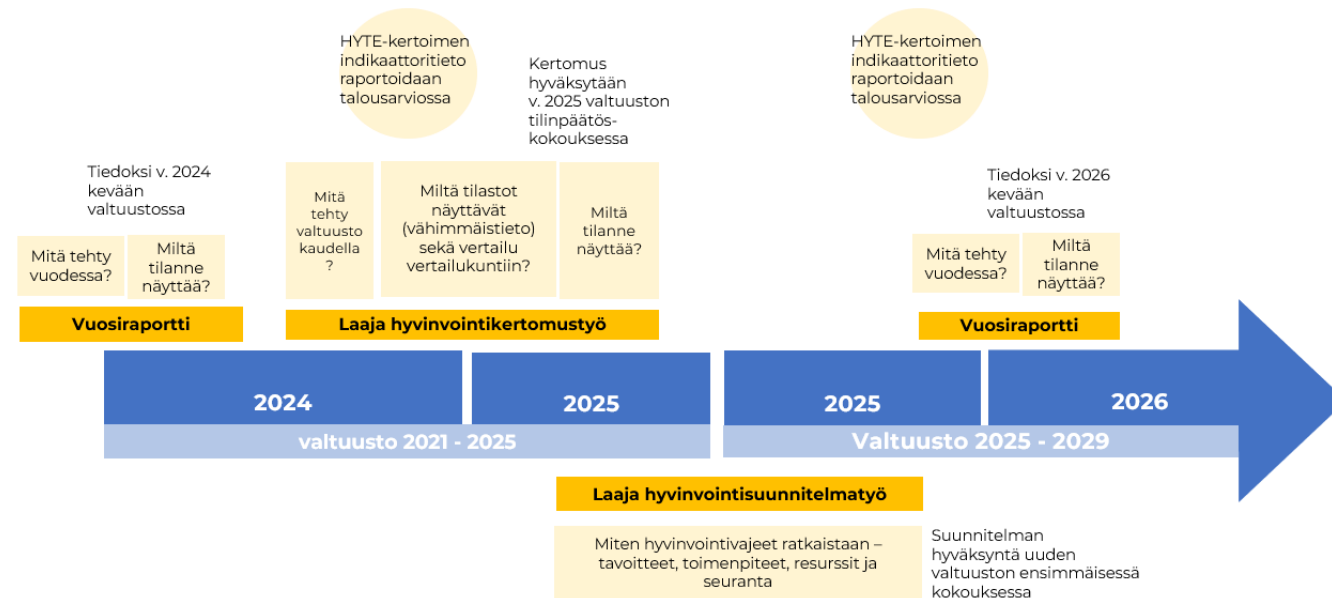 HYTE-kertoimen
indikaattoritieto
raportoidaan
talousarviossa
Kertomus
hyväksytään
v. 2025 valtuuston
tilinpäätös-
kokouksessa
HYTE-kertoimen
indikaattoritieto
raportoidaan
talousarviossa
Tiedoksi v. 2024
kevään
valtuustossa
Mitä tehty
vuodessa?
Miltä
tilanne
näyttää?
Vuosiraportti
Mitä
tehty
valtuusto
kaudella
?
Miltä tilastot
näyttävät
(vähimmäistieto)
sekä vertailu
vertailukuntiin?
Miltä
tilanne
näyttää?
Laaja hyvinvointikertomustyö
Tiedoksi v. 2026
kevään
valtuustossa
Mitä tehty
vuodessa?
Miltä
tilanne
näyttää?
Vuosiraportti
2024
2025
2025
2026
valtuusto 2021 - 2025
Valtuusto 2025 - 2029
Laaja hyvinvointisuunnitelmatyö
Miten hyvinvointivajeet ratkaistaan –
tavoitteet, toimenpiteet, resurssit ja
seuranta
Suunnitelman
hyväksyntä uuden
valtuuston ensimmäisessä
kokouksessa